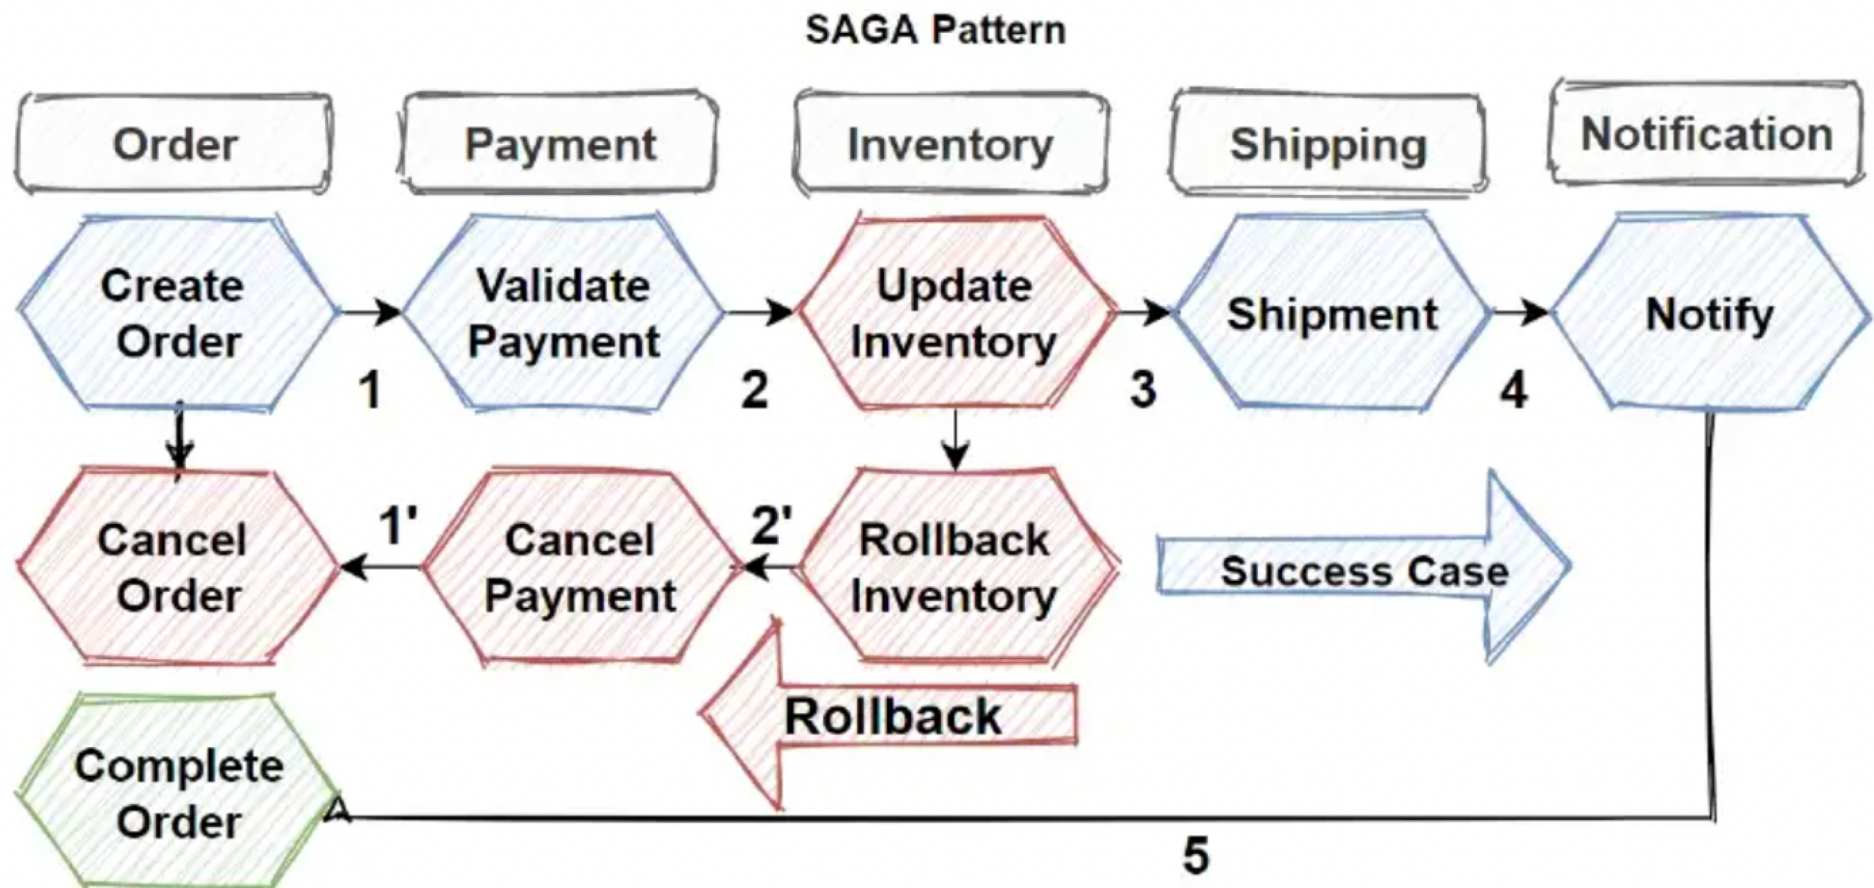 SAGA Pattern
Order
Payment
Inventory
Shipping
Notification
Create
Order
Validate
Payment
Update
Inventory
Shipment
Notify
1
2
3
4
Cancel
Order
1'
Cancel
Payment
2'
Rollback
Inventory
Success Case
Rollback
Complete
Order
5